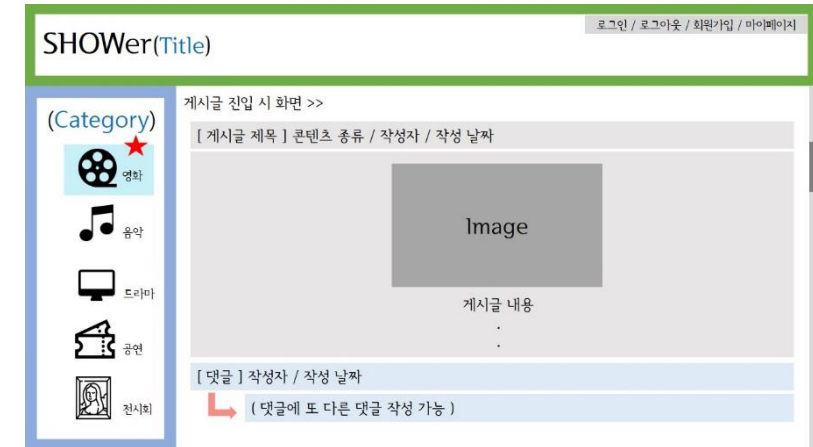 SHOWer(Title)
로그인 / 로그아웃 / 회원가입 / 마이페이지
(Category)
영화
음악
드라마
공연
전시회
게시글 진입 시 화면 >>
[ 게시글 제목 ] 콘텐츠 종류 / 작성자 / 작성 날짜
Image
게시글 내용
.
.
[ 댓글 ] 작성자 / 작성 날짜
( 댓글에 또 다른 댓글 작성 가능 )